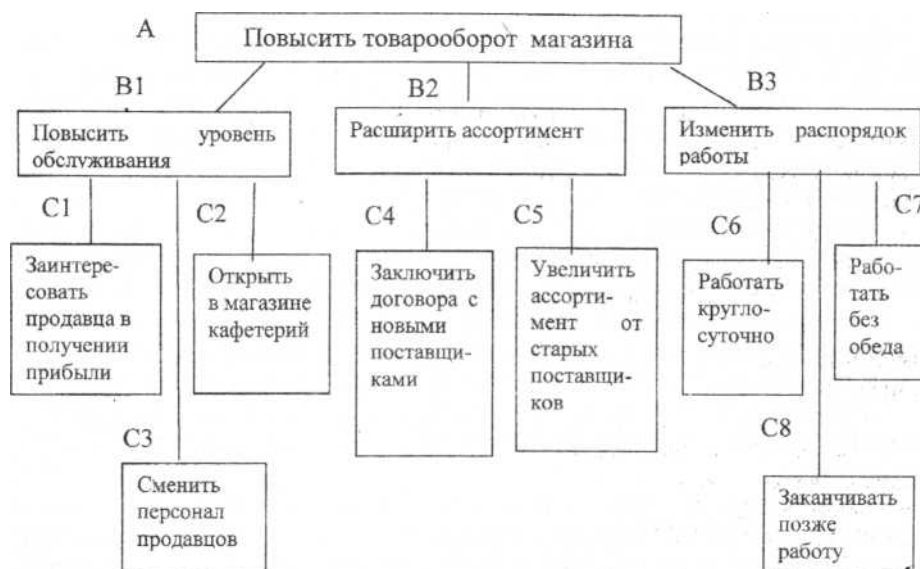 А
Повысить товарооборот магазина
В1
В2
В3
Повысить уровень
обслуживания
Расширить ассортимент
Изменить распорядок
работы
С1
С2
С4
С5
С6
С7
Заинтере-
совать
продавца в
получении
прибыли
Открыть
в магазине
кафетерий
Заключить
договора с
новыми
поставщи-
ками
Увеличить
ассорти-
мент от
старых
поставщи-
ков
Работать
кругло-
суточно
Рабо-
тать
без
обеда
С3
С8
Сменить
персонал
продавцов
Заканчивать
позже
работу